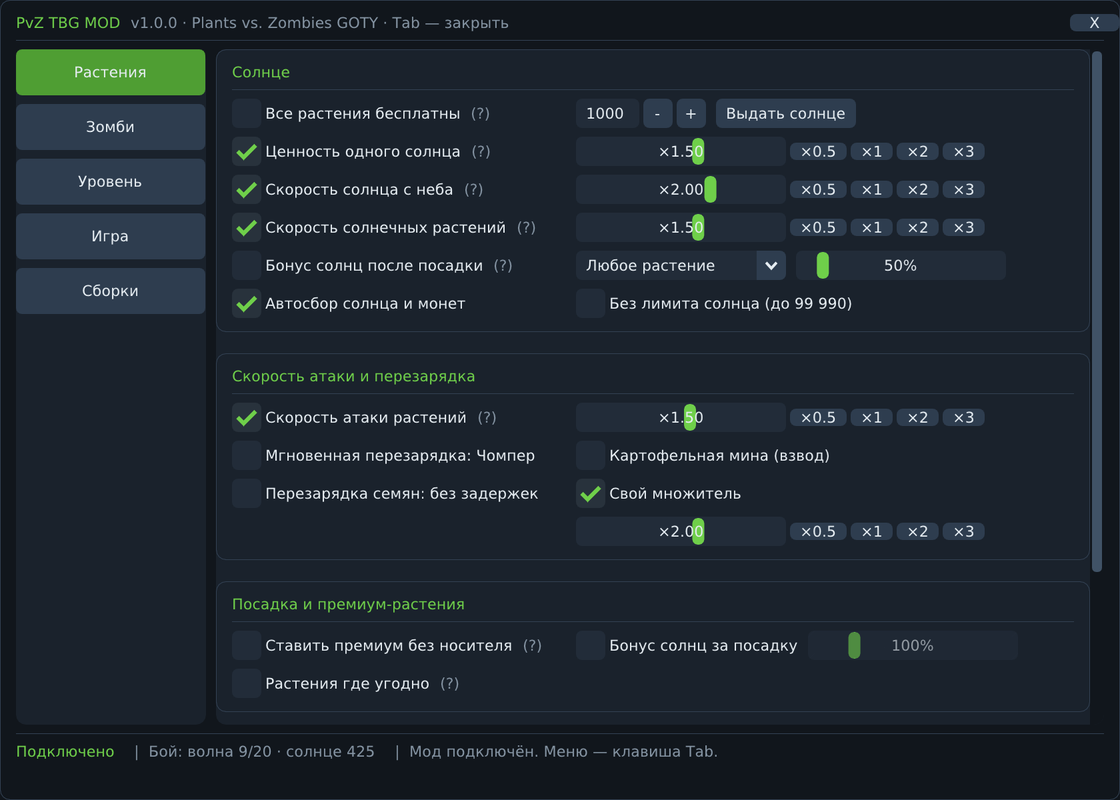 PvZ TBG MOD v1.0.0 · Plants vs. Zombies GOTY · Tab — закрыть X
Растения
Зомби
Уровень
Игра
Сборки
Солнце
Все растения бесплатны (?) 1000 - + Выдать солнце
Ценность одного солнца (?) ×1.50 ×0.5 ×1 ×2 ×3
Скорость солнца с неба (?) ×2.00 ×0.5 ×1 ×2 ×3
Скорость солнечных растений (?) ×1.50 ×0.5 ×1 ×2 ×3
Бонус солнц после посадки (?) Любое растение 50%
Автосбор солнца и монет Без лимита солнца (до 99 990)
Скорость атаки и перезарядка
Скорость атаки растений (?) ×1.50 ×0.5 ×1 ×2 ×3
Мгновенная перезарядка: Чомпер Картофельная мина (взвод)
Перезарядка семян: без задержек Свой множитель
×2.00 ×0.5 ×1 ×2 ×3
Посадка и премиум-растения
Ставить премиум без носителя (?) Бонус солнц за посадку 100%
Растения где угодно (?)
Подключено | Бой: волна 9/20 · солнце 425 | Мод подключён. Меню — клавиша Tab.